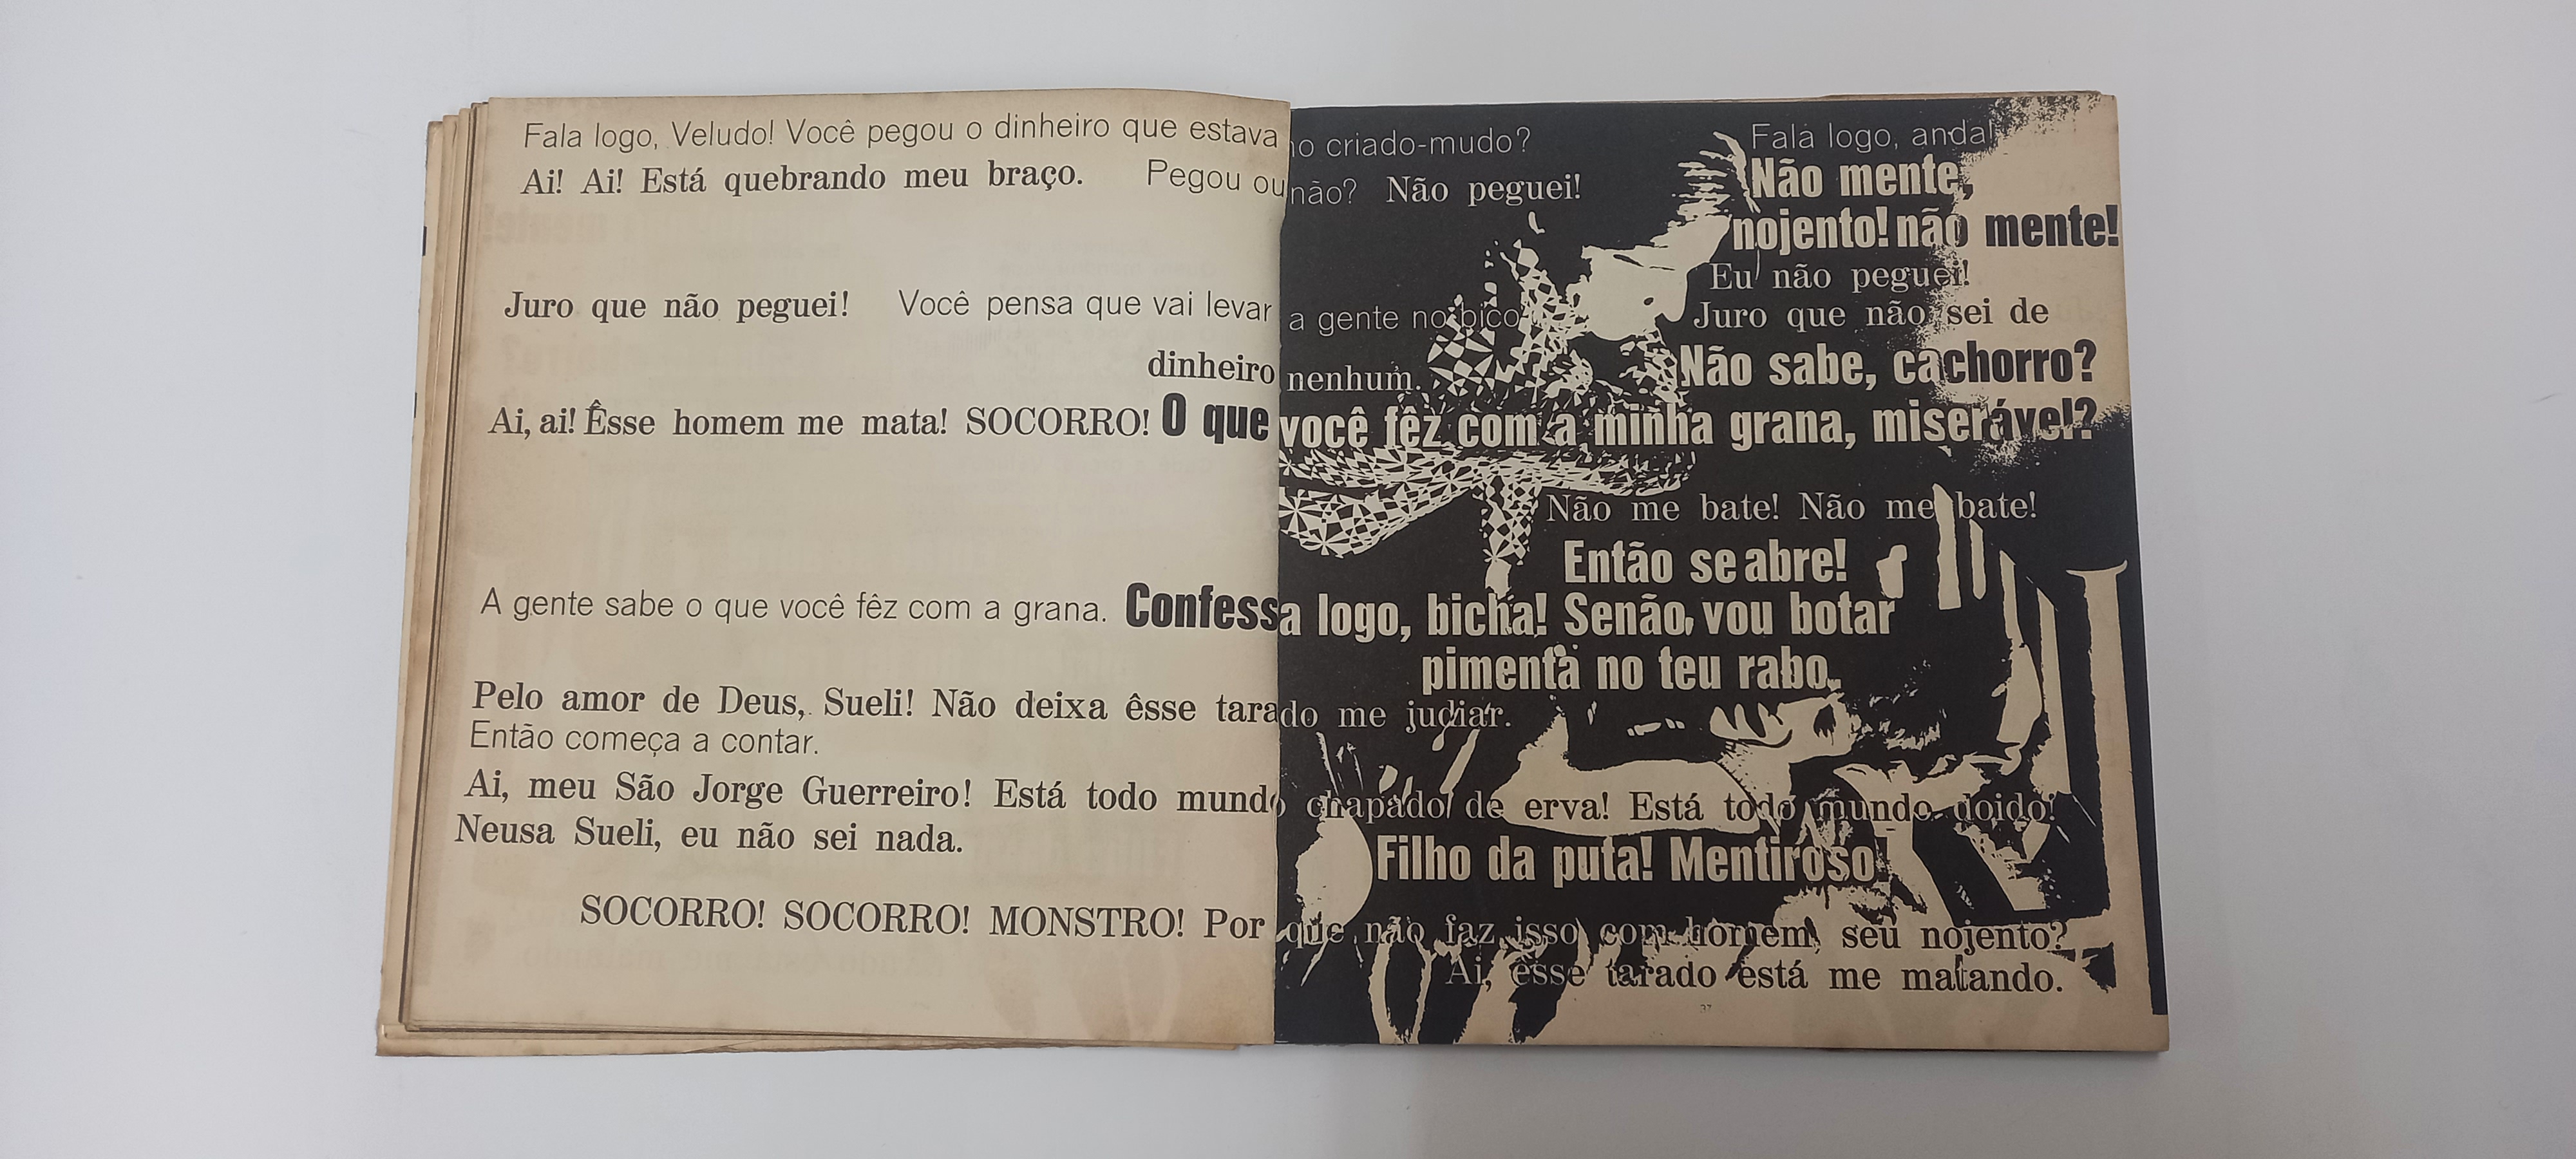 Fala logo, Veludo! Você pegou o dinheiro que estava no criado-mudo? Fala logo, anda!
Ai! Ai! Está quebrando meu braço. Pegou ou não? Não peguei! Não mente,
nojento! não mente!
Eu não peguei!
Juro que não peguei! Você pensa que vai levar a gente no bico Juro que não sei de
dinheiro nenhum. Não sabe, cachorro?
Ai, ai! Êsse homem me mata! SOCORRO! O que você fêz com a minha grana, miserável?
Não me bate! Não me bate!
Então se abre!
A gente sabe o que você fêz com a grana. Confessa logo, bicha! Senão, vou botar
pimenta no teu rabo.
Pelo amor de Deus, Sueli! Não deixa êsse tarado me judiar.
Então começa a contar.
Ai, meu São Jorge Guerreiro! Está todo mundo chapado de erva! Está todo mundo doido!
Neusa Sueli, eu não sei nada. Filho da puta! Mentiroso!
SOCORRO! SOCORRO! MONSTRO! Por que não faz isso com homem, seu nojento?
Ai, êsse tarado está me matando.
37